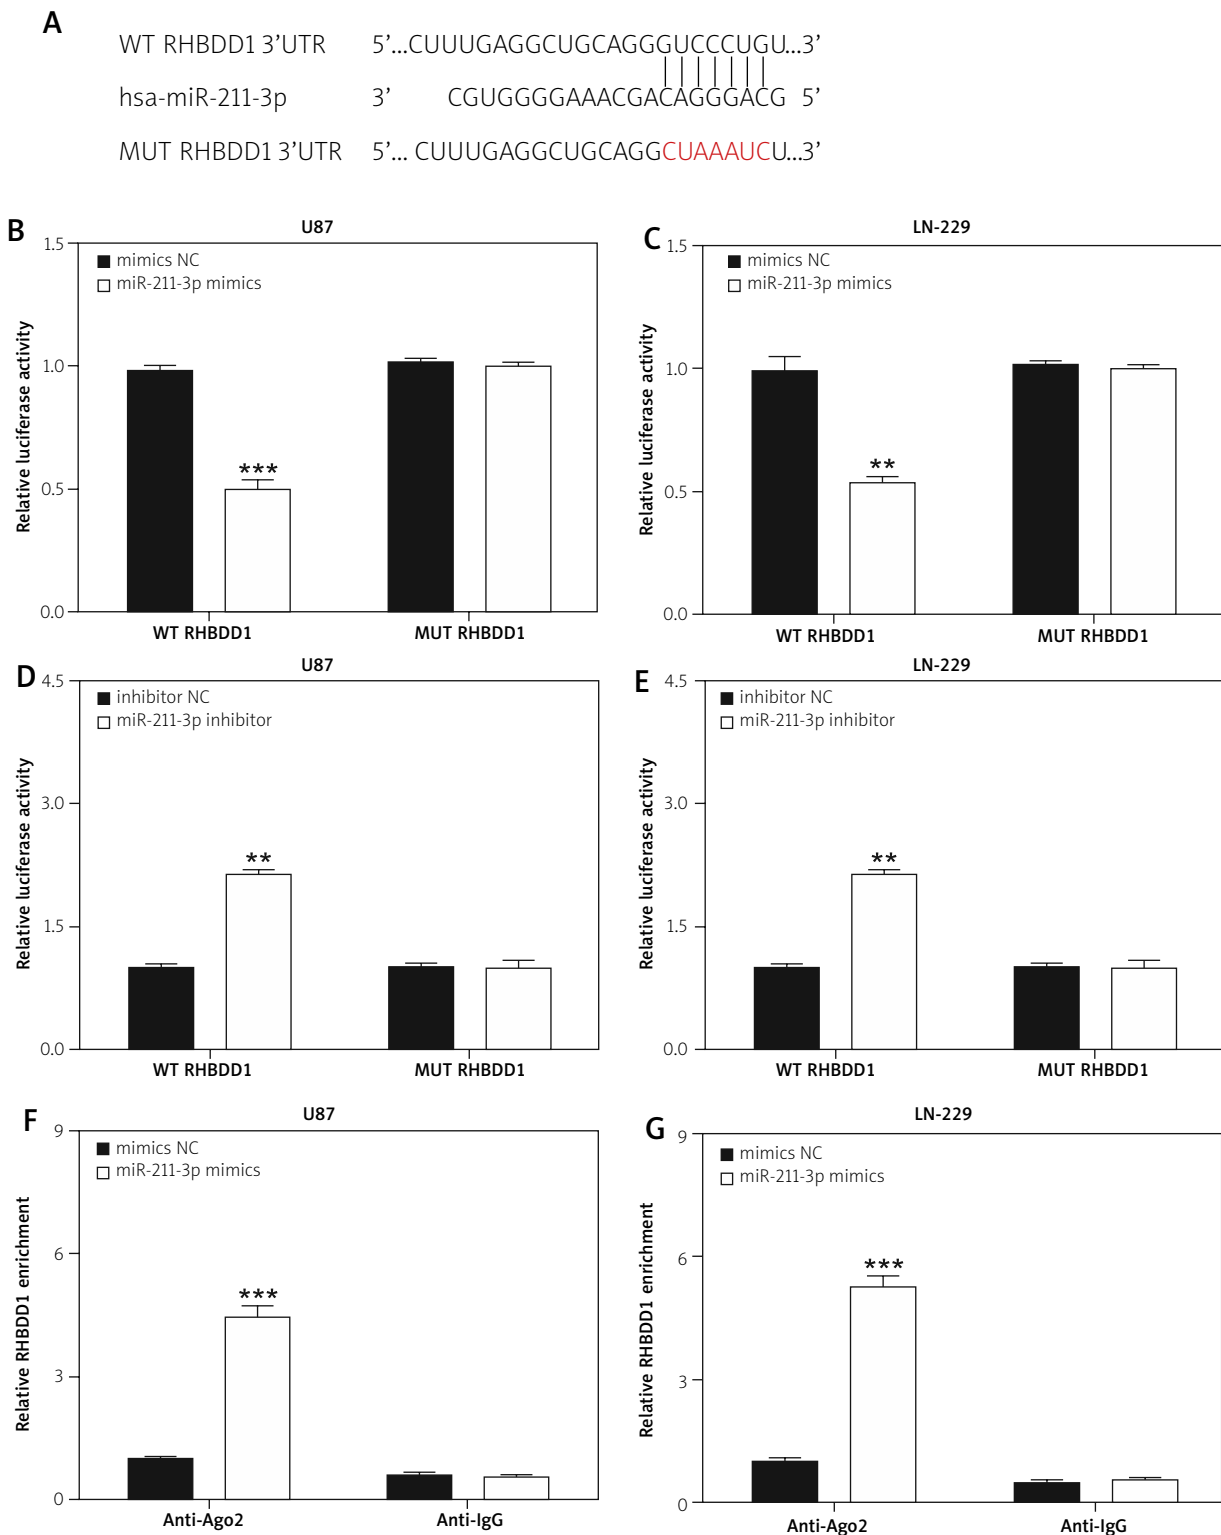 A
WT RHBDD1 3’UTR 5’...CUUUGAGGCUGCAGGGUCCCUGU...3’
hsa-miR-211-3p 3’ CGUGGGGAAACGACAGGGACG 5’
MUT RHBDD1 3’UTR 5’... CUUUGAGGCUGCAGGCUAAAUCU...3’
B
U87
1.5
mimics NC
miR-211-3p mimics
Relative luciferase activity
1.0
***
0.5
0.0
WT RHBDD1 MUT RHBDD1
C
LN-229
1.5
mimics NC
miR-211-3p mimics
Relative luciferase activity
1.0
**
0.5
0.0
WT RHBDD1 MUT RHBDD1
D
U87
4.5
inhibitor NC
miR-211-3p inhibitor
Relative luciferase activity
3.0
**
1.5
0.0
WT RHBDD1 MUT RHBDD1
E
LN-229
4.5
inhibitor NC
miR-211-3p inhibitor
Relative luciferase activity
3.0
**
1.5
0.0
WT RHBDD1 MUT RHBDD1
F
U87
9
mimics NC
miR-211-3p mimics
Relative RHBDD1 enrichment
6
***
3
0
Anti-Ago2 Anti-IgG
G
LN-229
9
mimics NC
miR-211-3p mimics
Relative RHBDD1 enrichment
6
***
3
0
Anti-Ago2 Anti-IgG